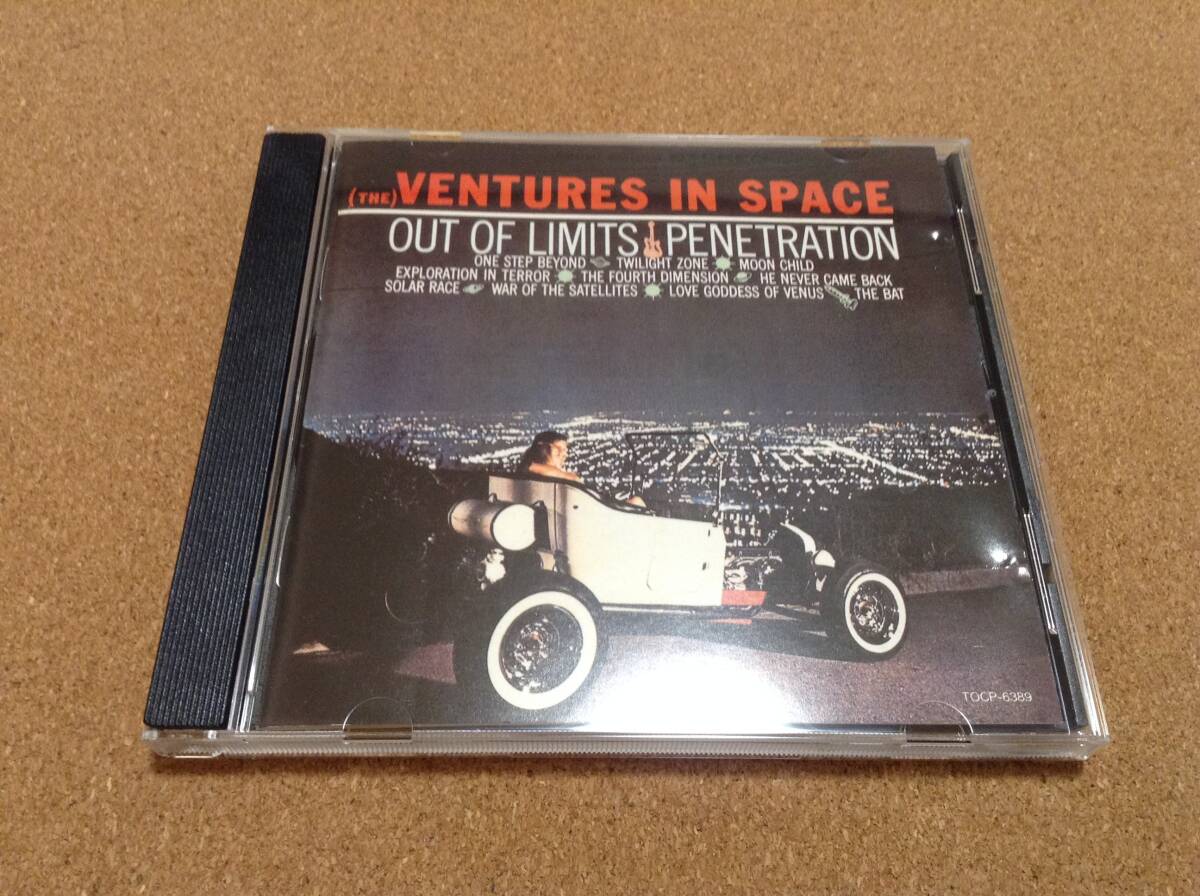 (THE) VENTURES IN SPACE
OUT OF LIMITS PENETRATION
ONE STEP BEYOND TWILIGHT ZONE MOON CHILD
EXPLORATION IN TERROR THE FOURTH DIMENSION HE NEVER CAME BACK
SOLAR RACE WAR OF THE SATELLITES LOVE GODDESS OF VENUS THE BAT
TOCP-6389